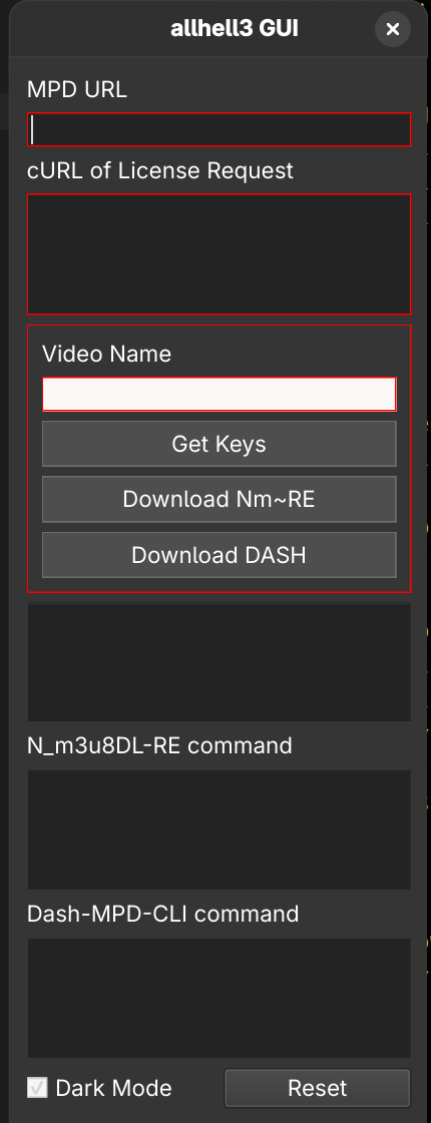 allhell3 GUI
MPD URL
cURL of License Request
Video Name
Get Keys
Download Nm~RE
Download DASH
N_m3u8DL-RE command
Dash-MPD-CLI command
Dark Mode
Reset